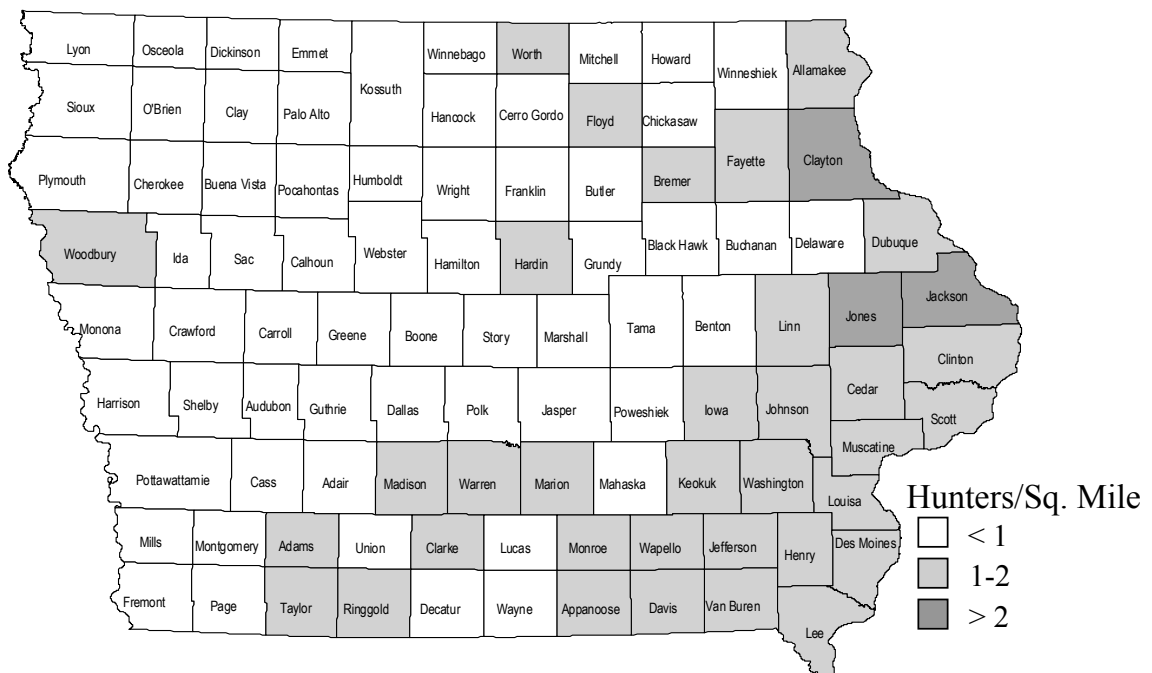 Lyon
Osceola
Dickinson
Emmet
Winnebago
Worth
Mitchell
Howard
Winneshiek
Allamakee
Kossuth
Sioux
O'Brien
Clay
Palo Alto
Hancock
Cerro Gordo
Floyd
Chickasaw
Fayette
Clayton
Plymouth
Cherokee
Buena Vista
Pocahontas
Humboldt
Wright
Franklin
Butler
Bremer
Woodbury
Ida
Sac
Calhoun
Webster
Hamilton
Hardin
Grundy
Black Hawk
Buchanan
Delaware
Dubuque
Monona
Crawford
Carroll
Greene
Boone
Story
Marshall
Tama
Benton
Linn
Jones
Jackson
Clinton
Harrison
Shelby
Audubon
Guthrie
Dallas
Polk
Jasper
Poweshiek
Iowa
Johnson
Cedar
Scott
Muscatine
Pottawattamie
Cass
Adair
Madison
Warren
Marion
Mahaska
Keokuk
Washington
Louisa
Mills
Montgomery
Adams
Union
Clarke
Lucas
Monroe
Wapello
Jefferson
Henry
Des Moines
Fremont
Page
Taylor
Ringgold
Decatur
Wayne
Appanoose
Davis
Van Buren
Lee
Hunters/Sq. Mile
< 1
1-2
> 2